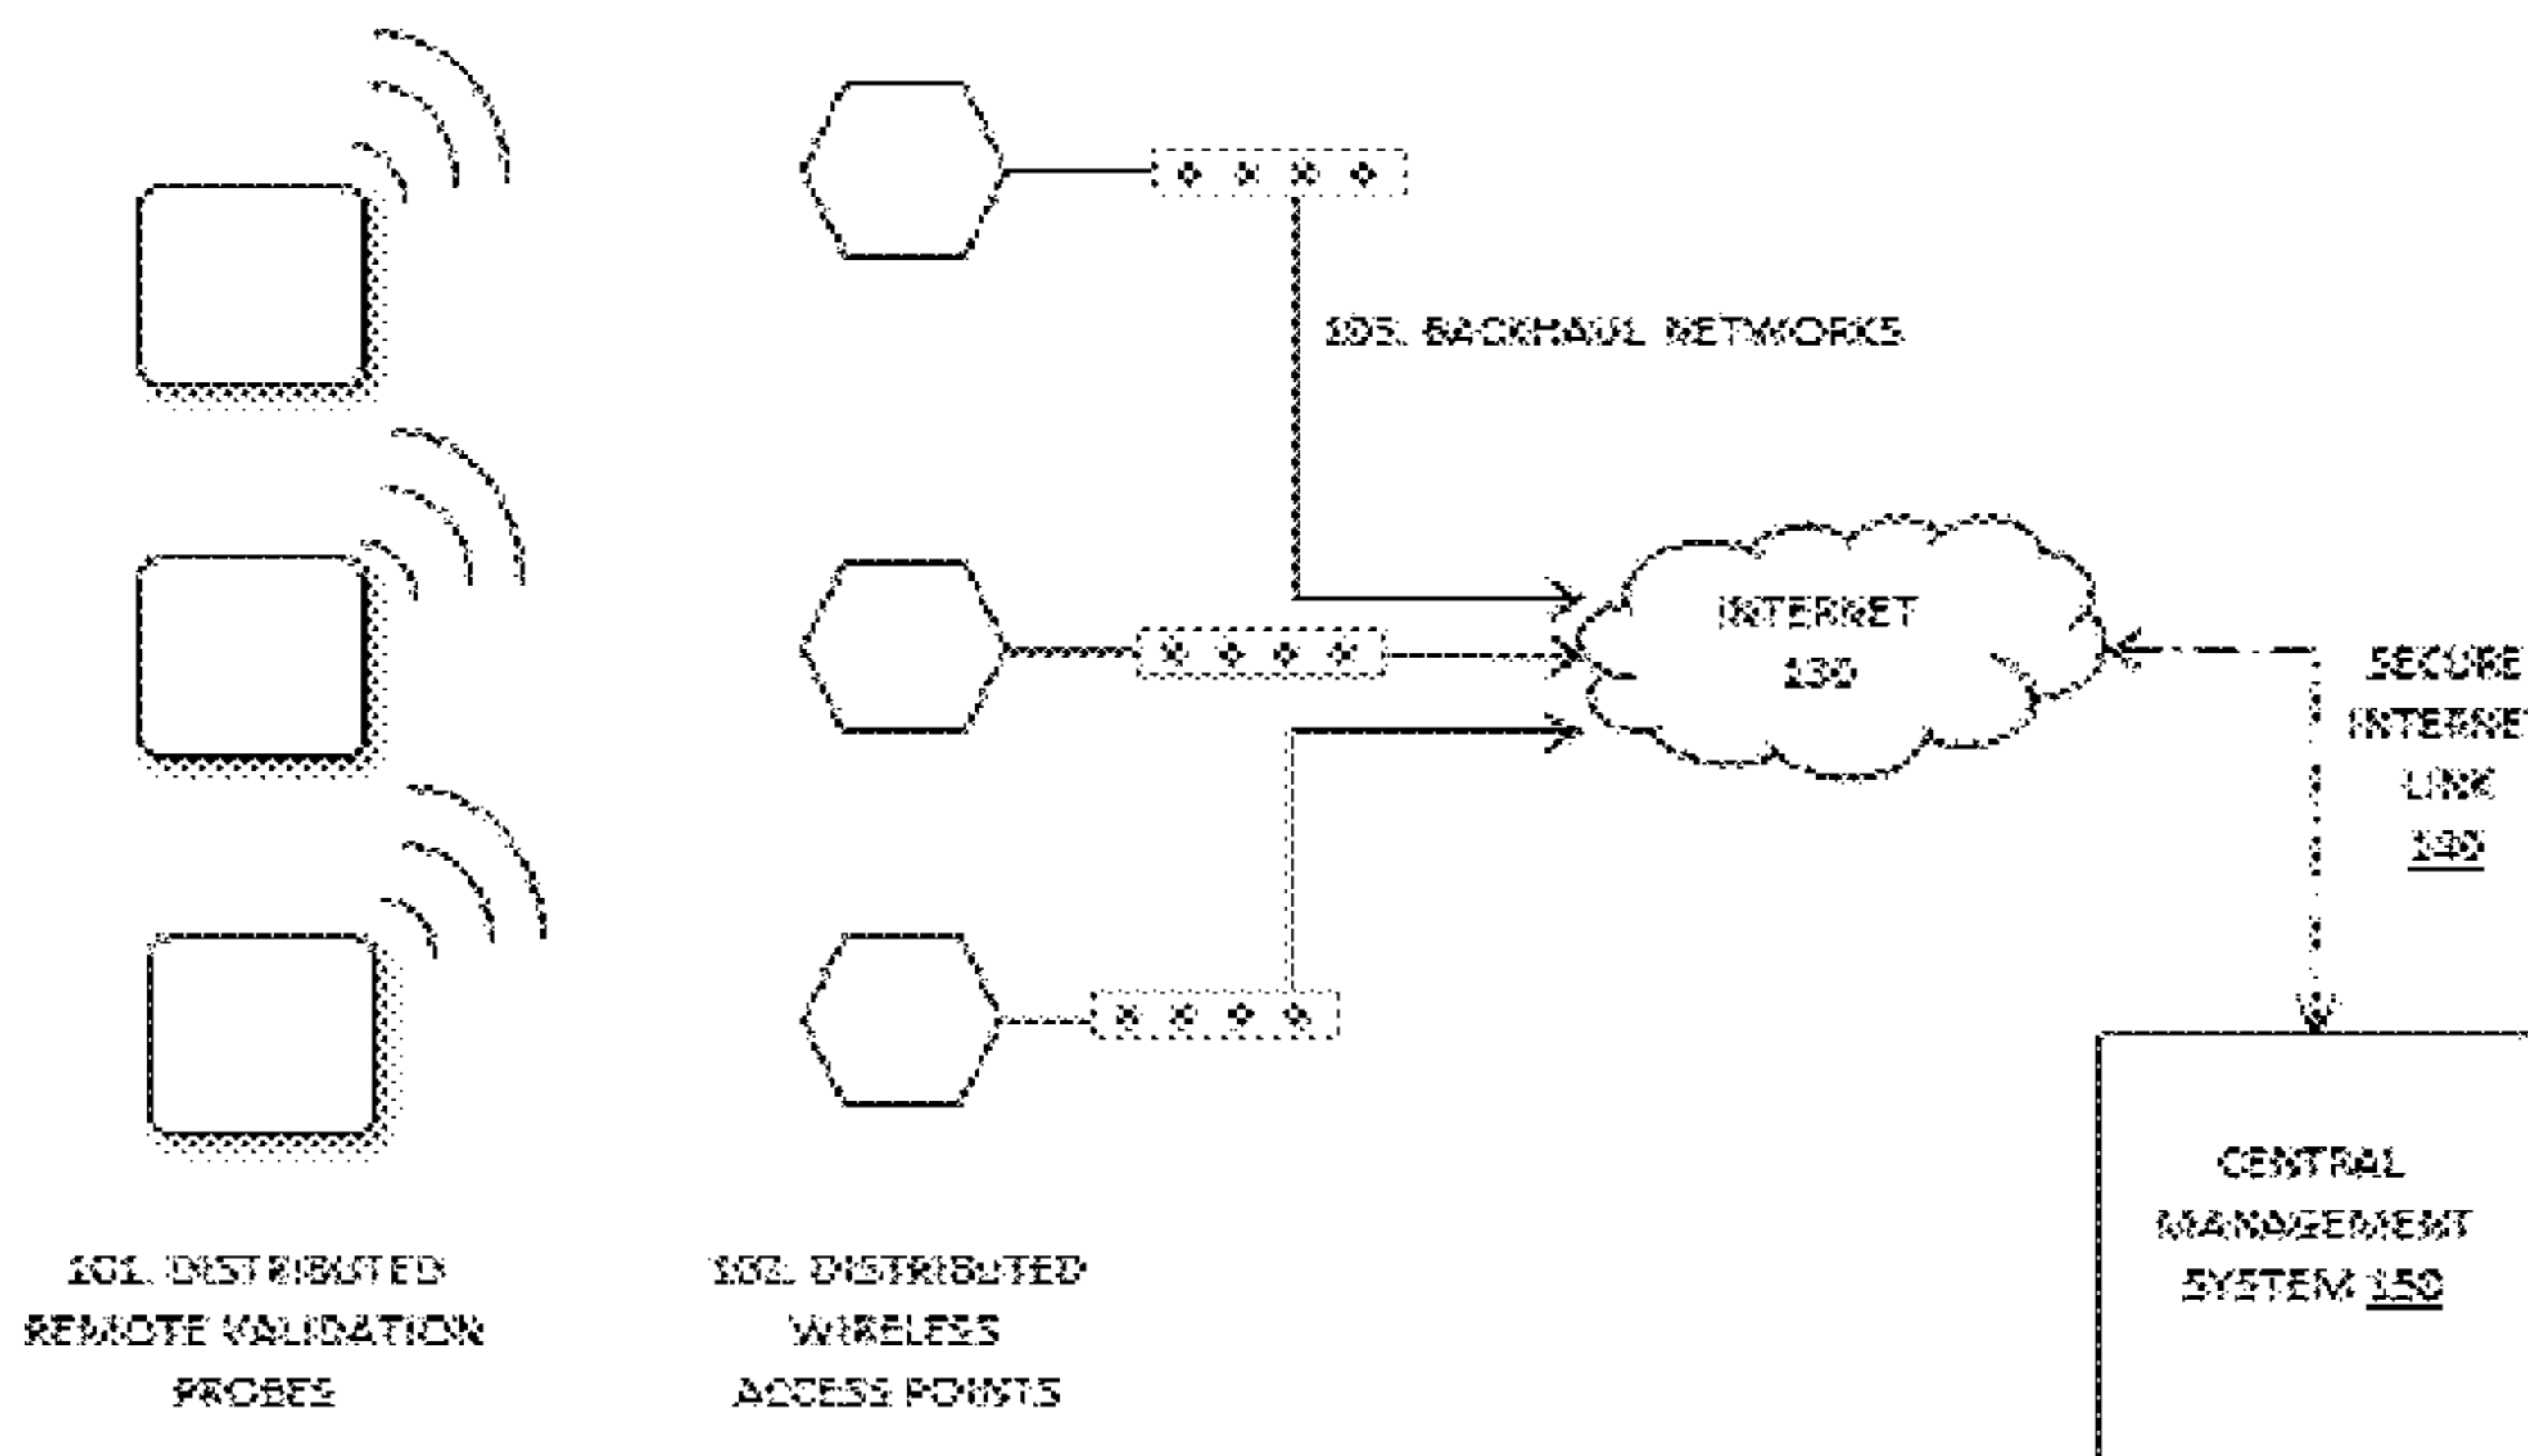 103. BACKHAUL NETWORKS
INTERNET
130
SECURE
INTERNET
LINK
140
CENTRAL
MANAGEMENT
SYSTEM 150
101. DISTRIBUTED
REMOTE VALIDATION
PROBES
102. DISTRIBUTED
WIRELESS
ACCESS POINTS